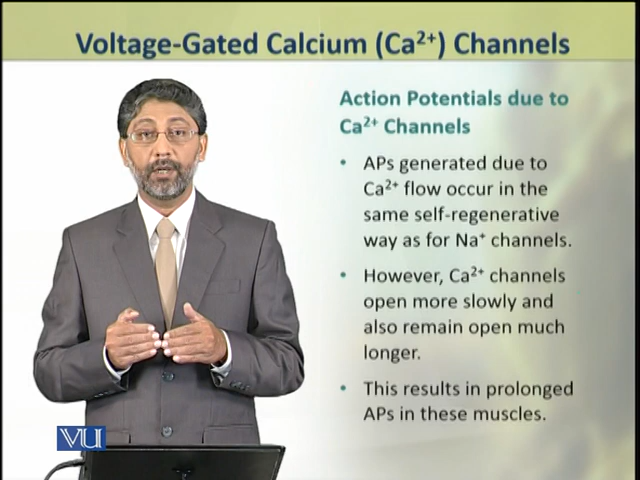 Voltage-Gated Calcium (Ca²⁺) Channels
Action Potentials due to
Ca²⁺ Channels
• APs generated due to
Ca²⁺ flow occur in the
same self-regenerative
way as for Na⁺ channels.
• However, Ca²⁺ channels
open more slowly and
also remain open much
longer.
• This results in prolonged
APs in these muscles.
VU